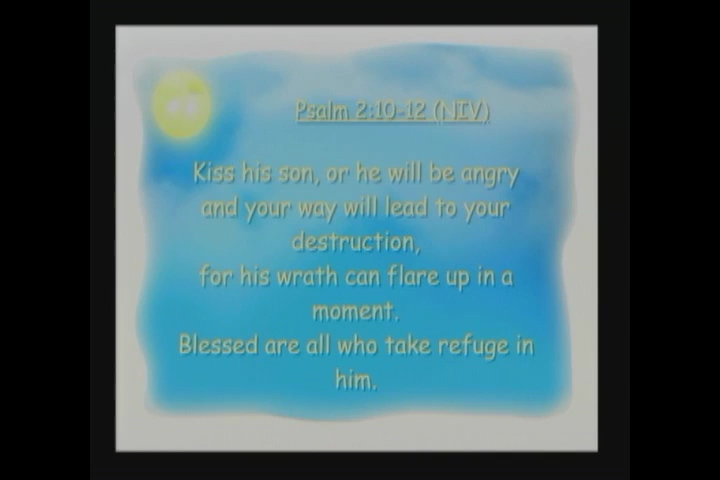 Psalm 2:10-12 (NIV)
Kiss his son, or he will be angry
and your way will lead to your
destruction,
for his wrath can flare up in a
moment.
Blessed are all who take refuge in
him.